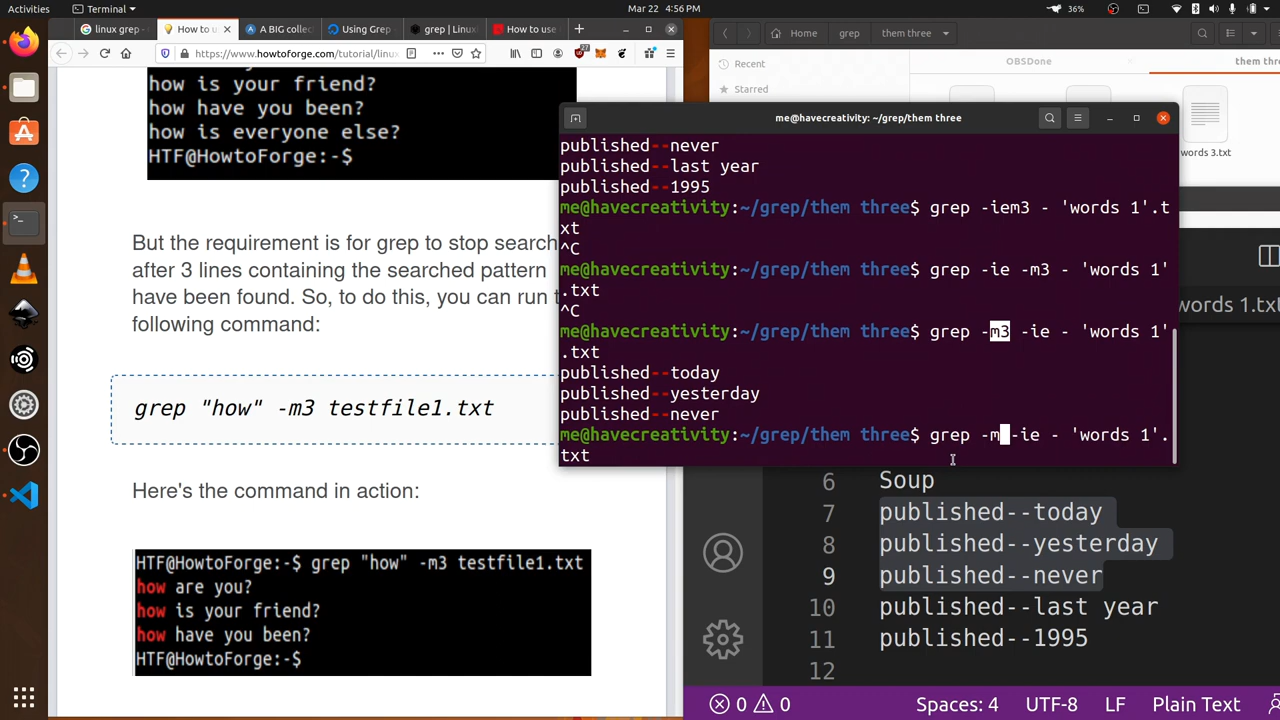 Activities
Terminal
Mar 22 4:56 PM
36%
linux grep -
How to u
A BIG collec
Using Grep
grep | Linux
How to use
https://www.howtoforge.com/tutorial/linux
Home
grep
them three
Recent
Starred
OBSDone
them three
words 3.txt
how is your friend?
how have you been?
how is everyone else?
HTF@HowtoForge:-$
But the requirement is for grep to stop search
after 3 lines containing the searched pattern
have been found. So, to do this, you can run t
following command:
grep "how" -m3 testfile1.txt
Here's the command in action:
HTF@HowtoForge:-$ grep "how" -m3 testfile1.txt
how are you?
how is your friend?
how have you been?
HTF@HowtoForge:-$
me@havecreativity: ~/grep/them three
published--never
published--last year
published--1995
me@havecreativity:~/grep/them three$ grep -iem3 - 'words 1'.t
xt
^C
me@havecreativity:~/grep/them three$ grep -ie -m3 - 'words 1'
.txt
^C
me@havecreativity:~/grep/them three$ grep -m3 -ie - 'words 1'
.txt
published--today
published--yesterday
published--never
me@havecreativity:~/grep/them three$ grep -m -ie - 'words 1'.
txt
words 1.txt
6 Soup
7 published--today
8 published--yesterday
9 published--never
10 published--last year
11 published--1995
12
0 0
Spaces: 4
UTF-8
LF
Plain Text